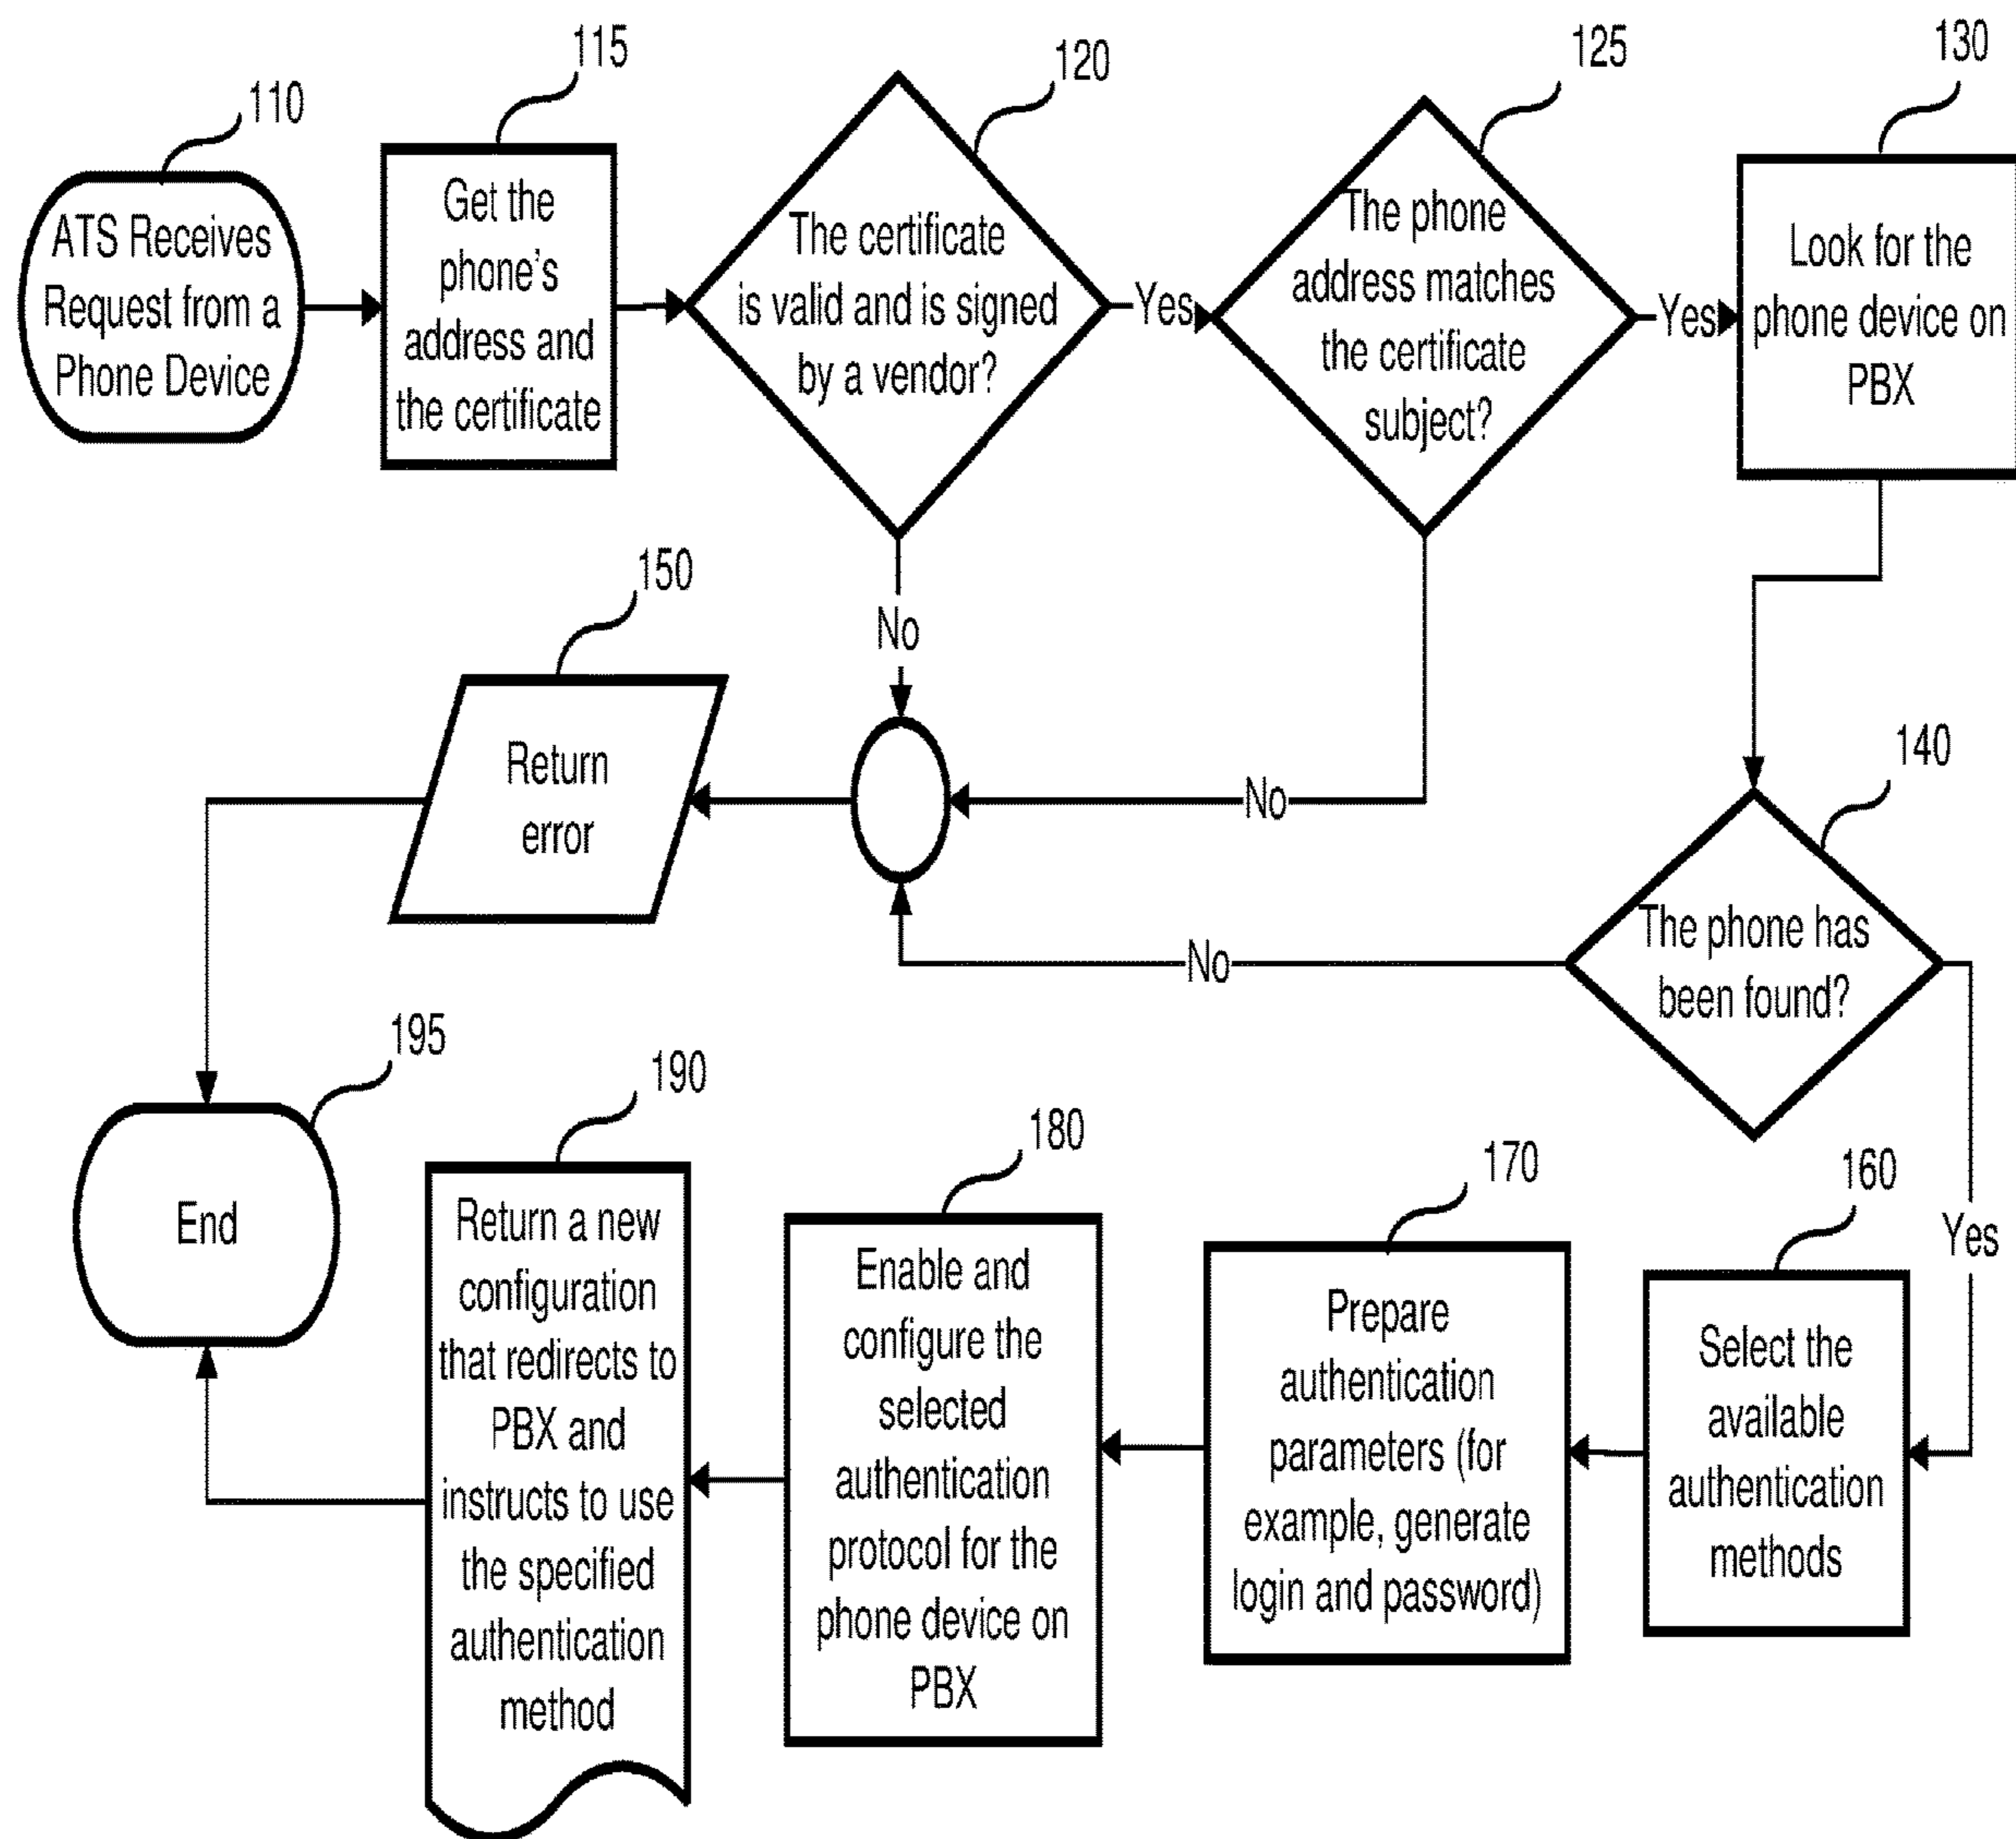 110
ATS Receives
Request from a
Phone Device
115
Get the
phone's
address and
the certificate
120
The certificate
is valid and is signed
by a vendor?
Yes
No
125
The phone
address matches
the certificate
subject?
Yes
No
130
Look for the
phone device on
PBX
140
The phone has
been found?
No
Yes
150
Return
error
160
Select the
available
authentication
methods
170
Prepare
authentication
parameters (for
example, generate
login and password)
180
Enable and
configure the
selected
authentication
protocol for the
phone device on
PBX
190
Return a new
configuration
that redirects to
PBX and
instructs to use
the specified
authentication
method
195
End